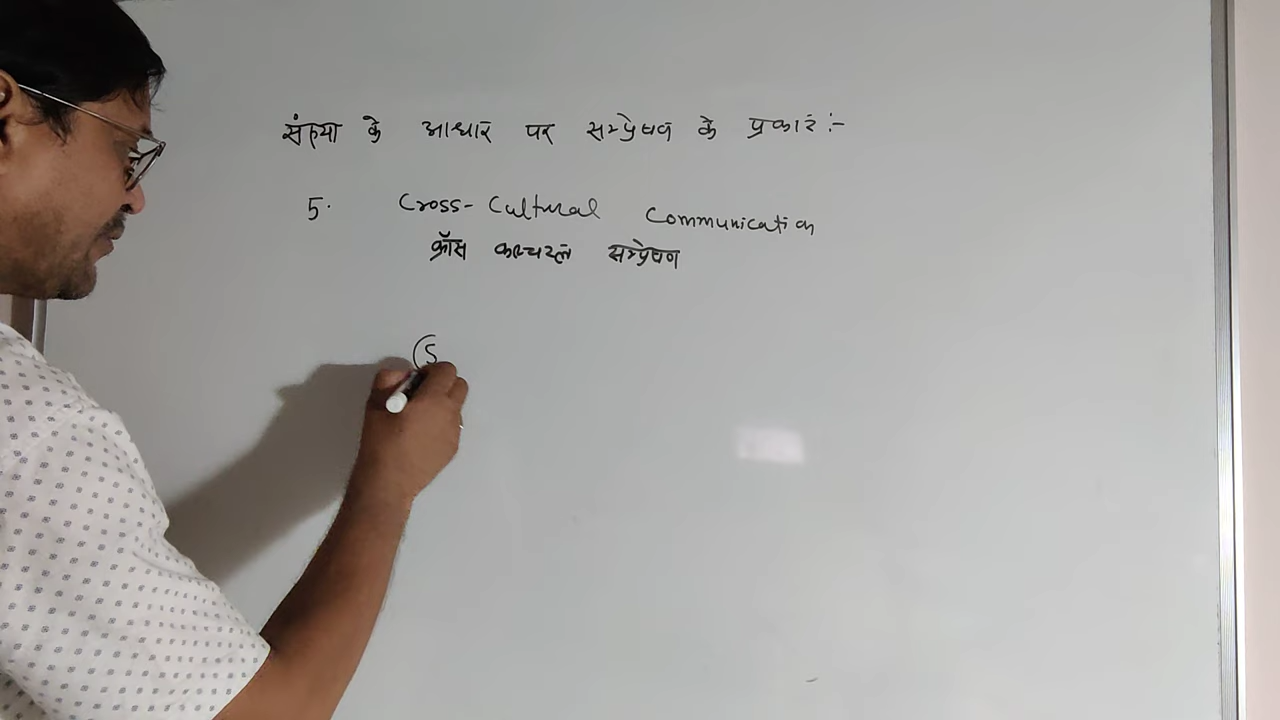 संख्या के आधार पर सम्प्रेषण के प्रकार :-
5. Cross-Cultural Communication
क्रॉस कल्चरल सम्प्रेषण
(S